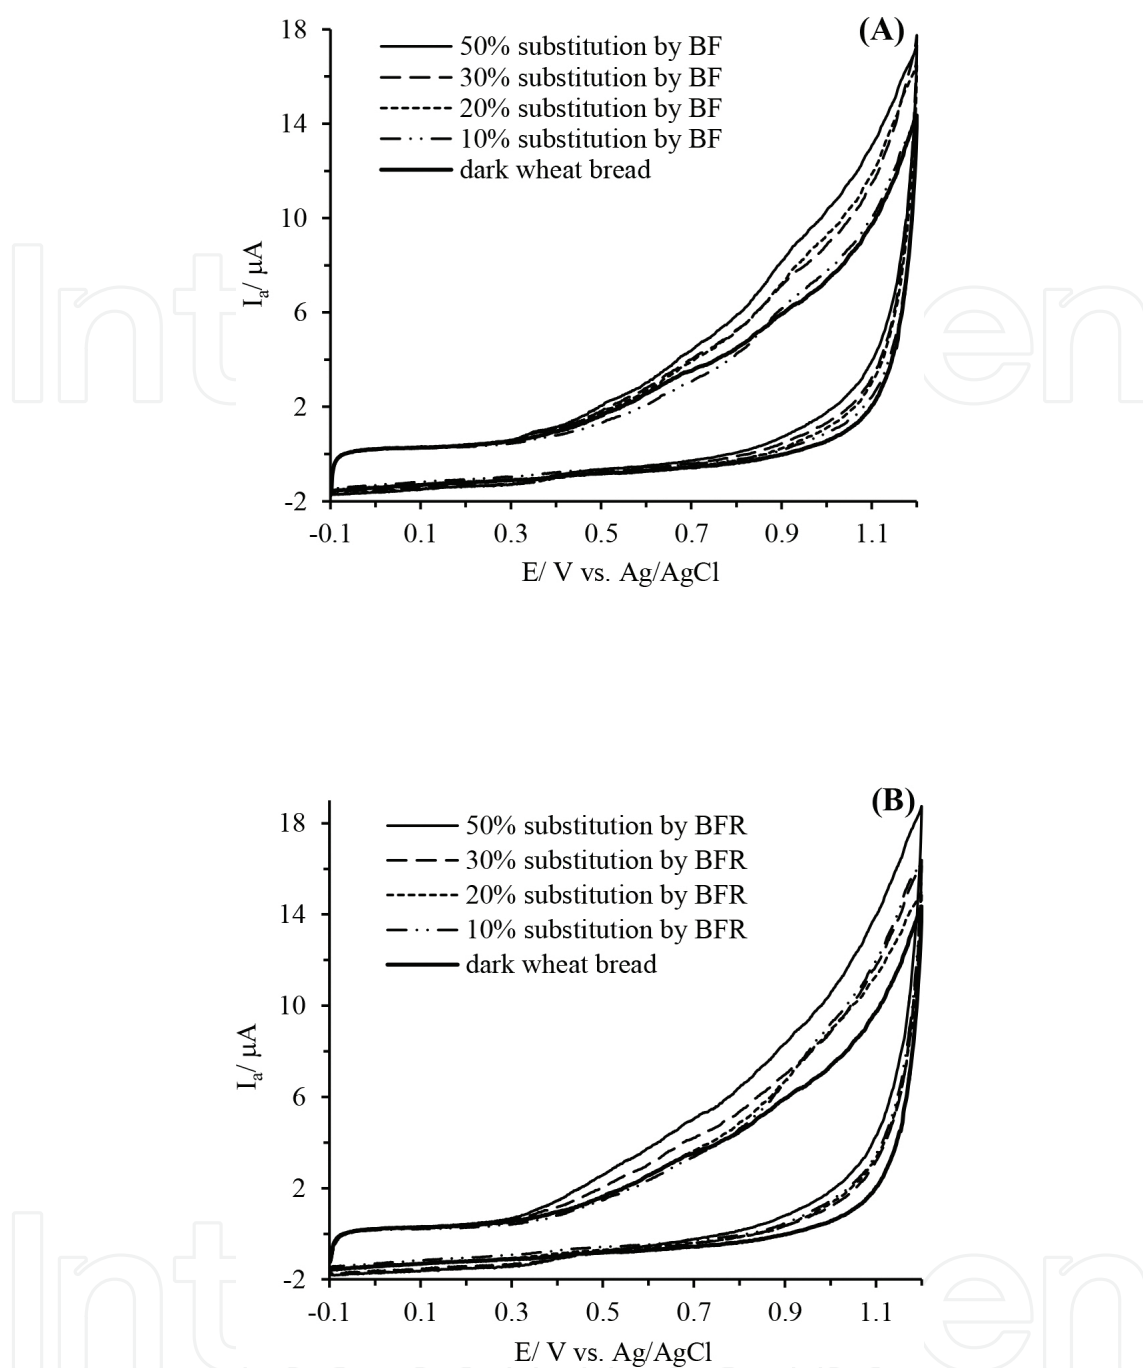 (A)
18
50% substitution by BF
30% substitution by BF
20% substitution by BF
14
10% substitution by BF
dark wheat bread
10
Ia/ μA
6
2
-2
-0.1 0.1 0.3 0.5 0.7 0.9 1.1
E/ V vs. Ag/AgCl
(B)
18
50% substitution by BFR
30% substitution by BFR
20% substitution by BFR
14
10% substitution by BFR
dark wheat bread
10
Ia/ μA
6
2
-2
-0.1 0.1 0.3 0.5 0.7 0.9 1.1
E/ V vs. Ag/AgCl